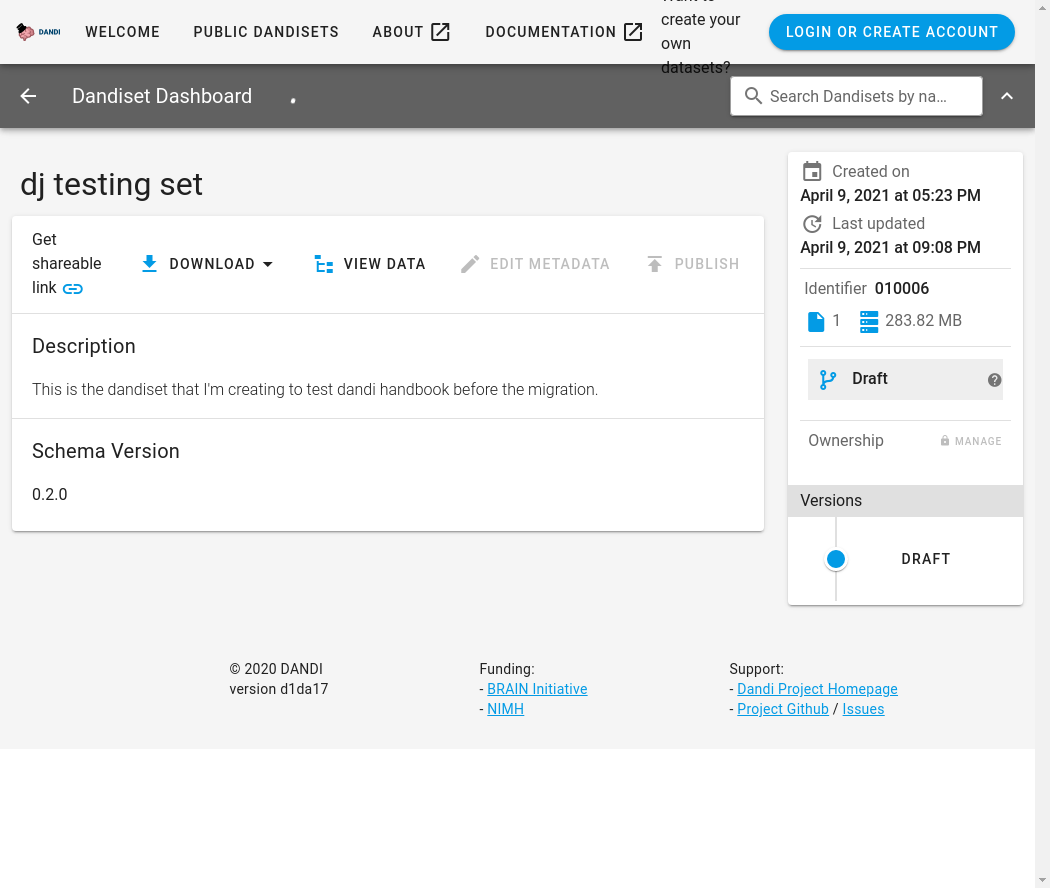 DANDI
WELCOME
PUBLIC DANDISETS
ABOUT
DOCUMENTATION
create your
own
datasets?
LOGIN OR CREATE ACCOUNT
Dandiset Dashboard
Search Dandisets by na...
dj testing set
Get
shareable
link
DOWNLOAD
VIEW DATA
EDIT METADATA
PUBLISH
Description
This is the dandiset that I'm creating to test dandi handbook before the migration.
Schema Version
0.2.0
Created on
April 9, 2021 at 05:23 PM
Last updated
April 9, 2021 at 09:08 PM
Identifier 010006
1 283.82 MB
Draft
Ownership
MANAGE
Versions
DRAFT
© 2020 DANDI
version d1da17
Funding:
- BRAIN Initiative
- NIMH
Support:
- Dandi Project Homepage
- Project Github / Issues